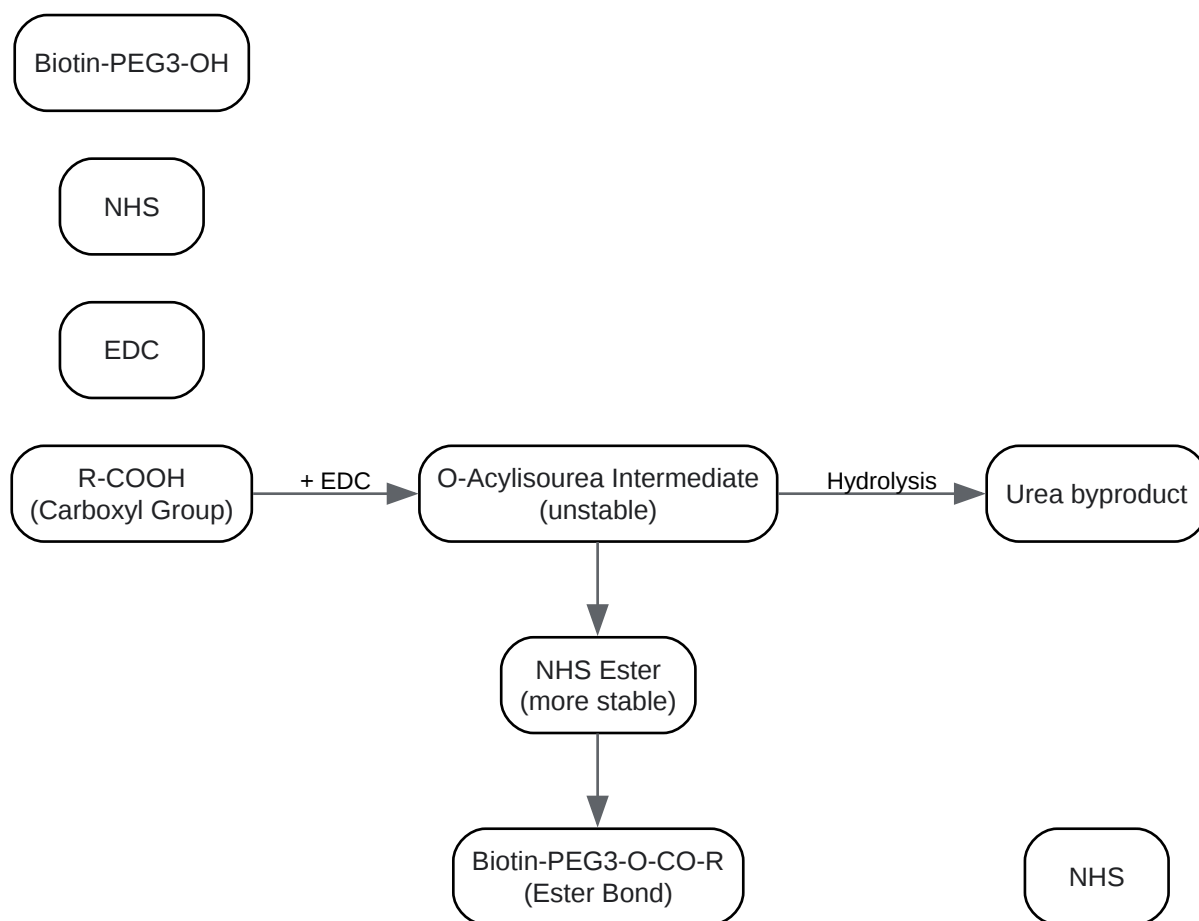 Biotin-PEG3-OH
NHS
EDC
R-COOH
(Carboxyl Group)
+ EDC
O-Acylisourea Intermediate
(unstable)
Hydrolysis
Urea byproduct
NHS Ester
(more stable)
Biotin-PEG3-O-CO-R
(Ester Bond)
NHS